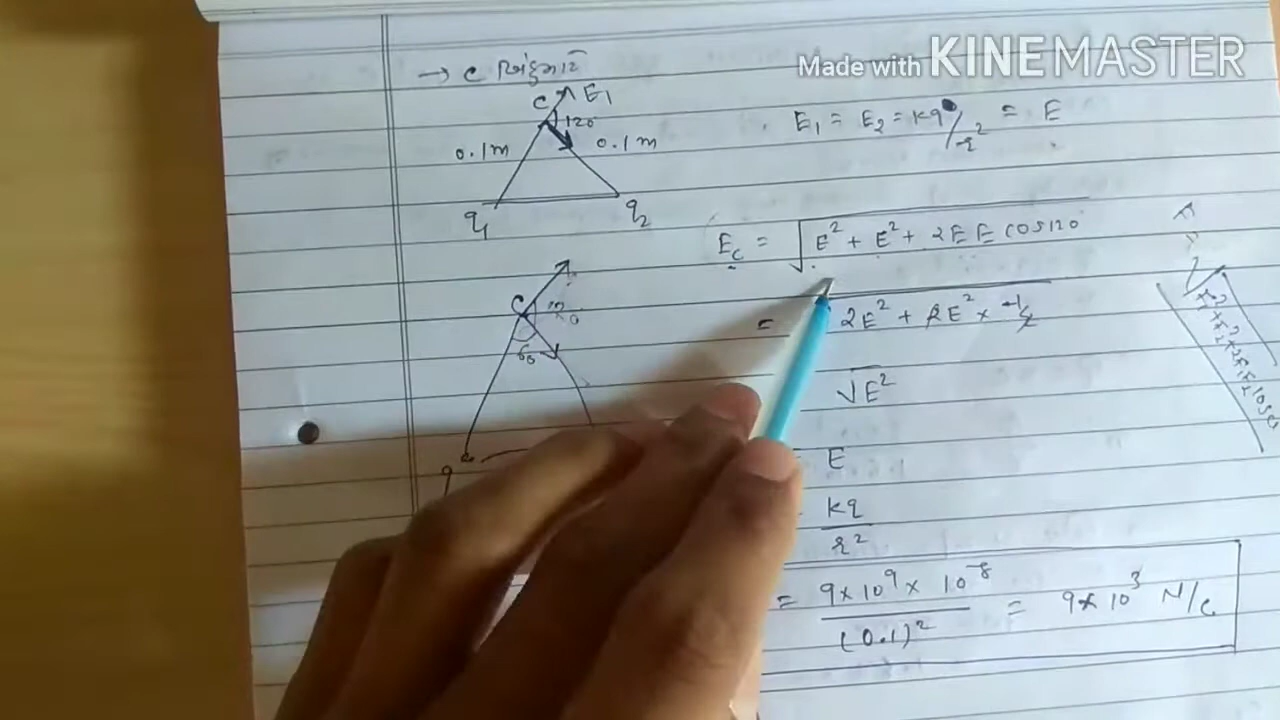 Made with KINEMASTER
→ C બિંદુમાટે
C E₁
120
0.1m 0.1m
q₁ q₂
E₁ = E₂ = kq/r² = E
E_C = √(E² + E² + 2EE cos120
C
120
60
q
= 2E² + 2E² × -1/2
√E²
E
kq/r²
= 9×10⁹ × 10⁻⁸ / (0.1)² = 9×10³ N/C